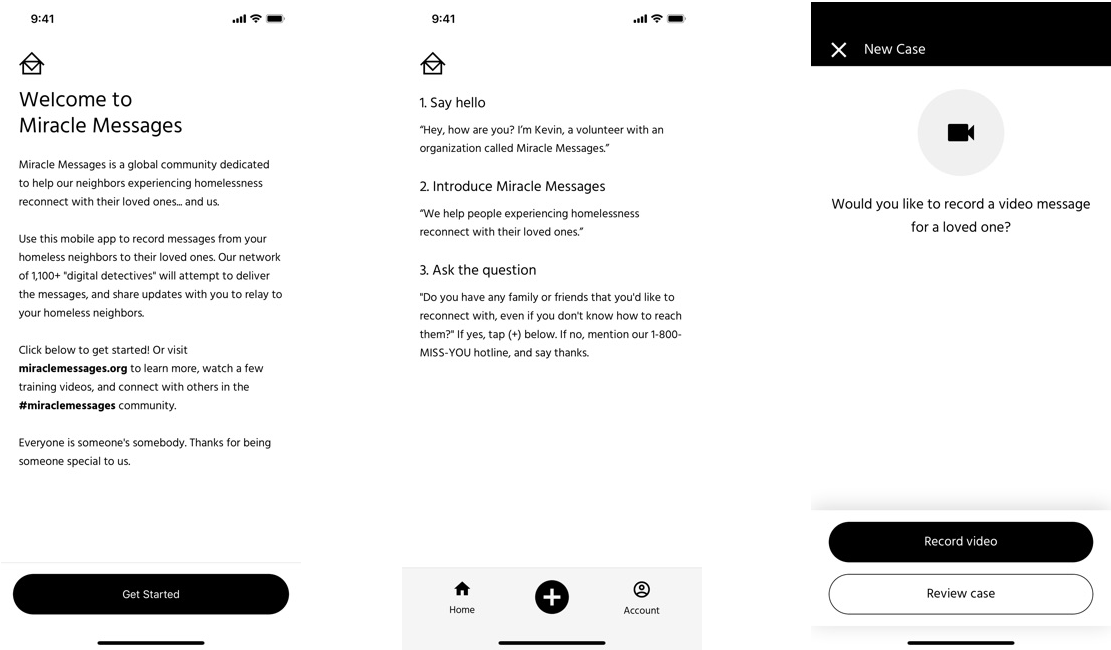 9:41
Welcome to
Miracle Messages
Miracle Messages is a global community dedicated
to help our neighbors experiencing homelessness
reconnect with their loved ones... and us.
Use this mobile app to record messages from your
homeless neighbors to their loved ones. Our network
of 1,100+ "digital detectives" will attempt to deliver
the messages, and share updates with you to relay to
your homeless neighbors.
Click below to get started! Or visit
miraclemessages.org to learn more, watch a few
training videos, and connect with others in the
#miraclemessages community.
Everyone is someone's somebody. Thanks for being
someone special to us.
Get Started
9:41
1. Say hello
“Hey, how are you? I’m Kevin, a volunteer with an
organization called Miracle Messages.”
2. Introduce Miracle Messages
“We help people experiencing homelessness
reconnect with their loved ones.”
3. Ask the question
"Do you have any family or friends that you'd like to
reconnect with, even if you don't know how to reach
them?" If yes, tap (+) below. If no, mention our 1-800-
MISS-YOU hotline, and say thanks.
Home
Account
New Case
Would you like to record a video message
for a loved one?
Record video
Review case